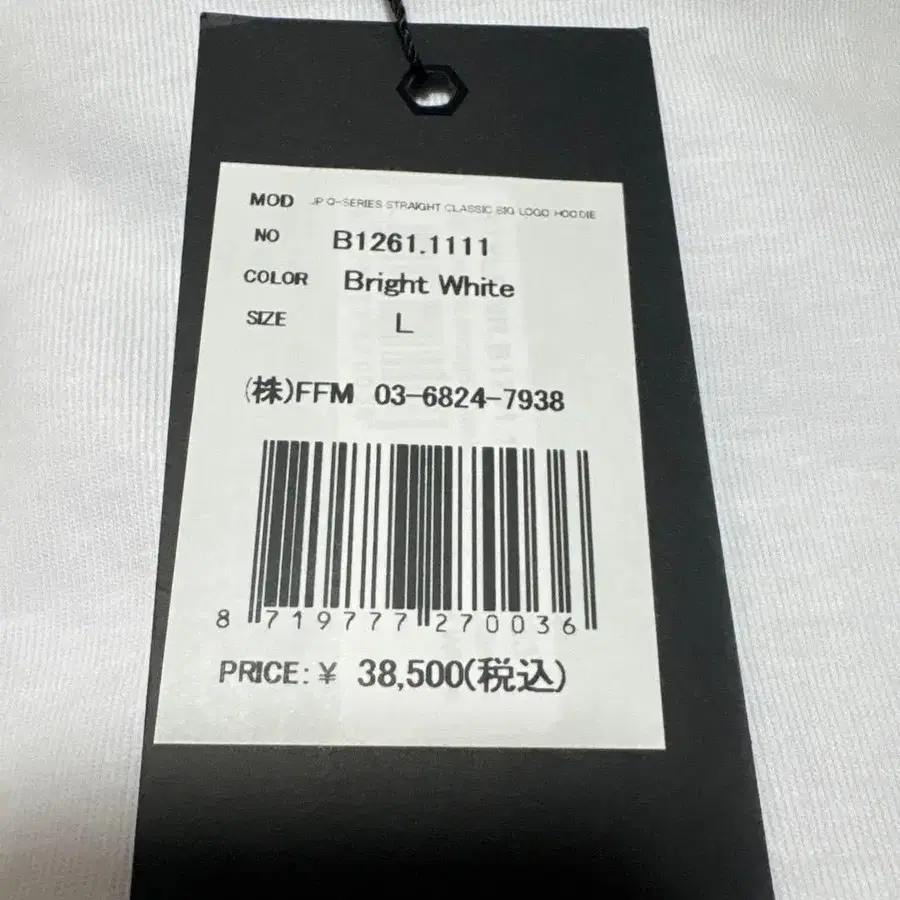 MOD JP Q-SERIES STRAIGHT CLASSIC BIG LOGO HOODIE
NO B1261.1111
COLOR Bright White
SIZE L
(株)FFM 03-6824-7938
8 719777 270036
PRICE: ¥ 38,500(税込)